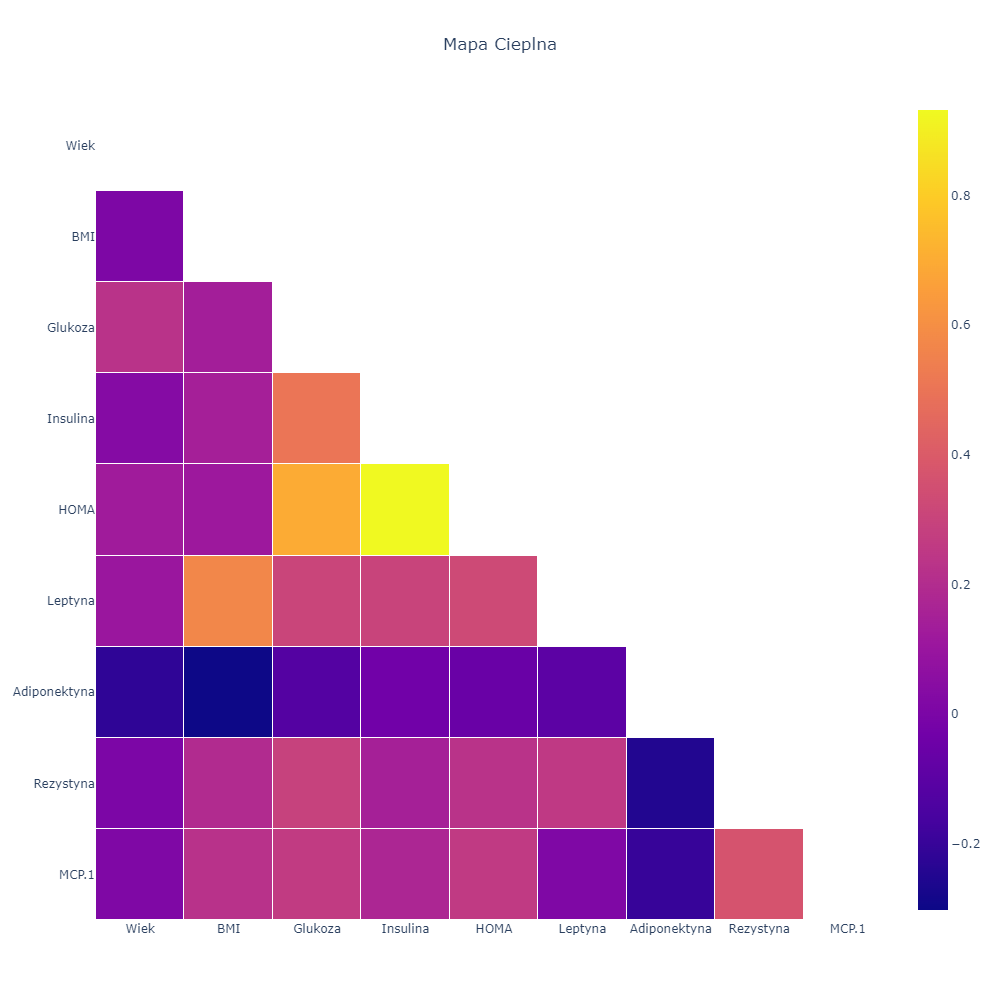 Mapa Cieplna
Wiek
BMI
Glukoza
Insulina
HOMA
Leptyna
Adiponektyna
Rezystyna
MCP.1
Wiek BMI Glukoza Insulina HOMA Leptyna Adiponektyna Rezystyna MCP.1
0.8
0.6
0.4
0.2
0
−0.2